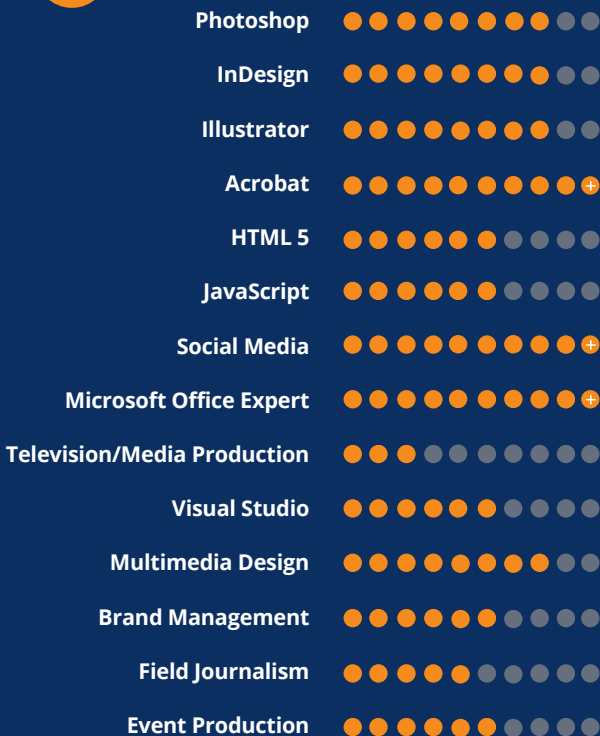 Photoshop
InDesign
Illustrator
Acrobat +
HTML 5
JavaScript
Social Media +
Microsoft Office Expert +
Television/Media Production
Visual Studio
Multimedia Design
Brand Management
Field Journalism
Event Production